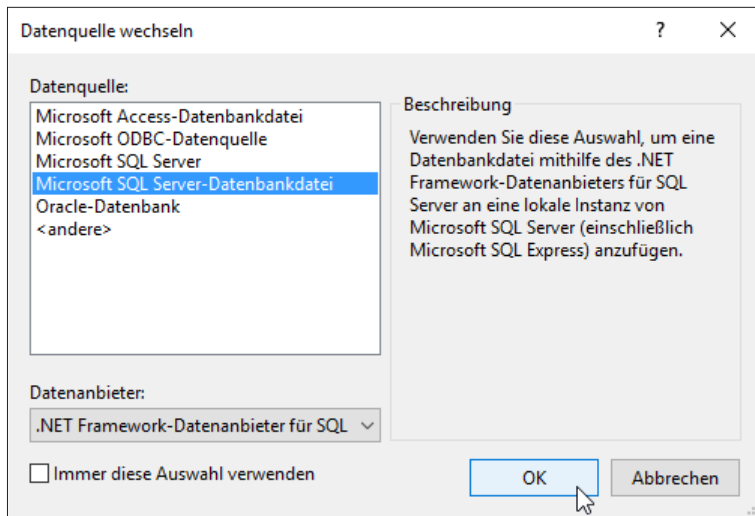 Datenquelle wechseln
?
Datenquelle:
Microsoft Access-Datenbankdatei
Microsoft ODBC-Datenquelle
Microsoft SQL Server
Microsoft SQL Server-Datenbankdatei
Oracle-Datenbank
<andere>
Beschreibung
Verwenden Sie diese Auswahl, um eine
Datenbankdatei mithilfe des .NET
Framework-Datenanbieters für SQL
Server an eine lokale Instanz von
Microsoft SQL Server (einschließlich
Microsoft SQL Express) anzufügen.
Datenanbieter:
.NET Framework-Datenanbieter für SQL
Immer diese Auswahl verwenden
OK
Abbrechen